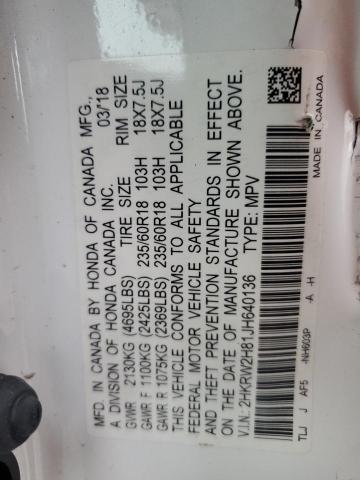 MFD. IN CANADA BY HONDA OF CANADA MFG.,
A DIVISION OF HONDA CANADA INC. 03/'18
GVWR 2130KG (4695LBS) TIRE SIZE RIM SIZE
GAWR F 1100KG (2425LBS) 235/60R18 103H 18X7.5J
GAWR R 1075KG (2369LBS) 235/60R18 103H 18X7.5J
THIS VEHICLE CONFORMS TO ALL APPLICABLE
FEDERAL MOTOR VEHICLE SAFETY
AND THEFT PREVENTION STANDARDS IN EFFECT
ON THE DATE OF MANUFACTURE SHOWN ABOVE.
V.I.N.: 2HKRW2H81JH640136 TYPE: MPV
TLJ J AF5 -NH603P :A -H
MADE IN CANADA